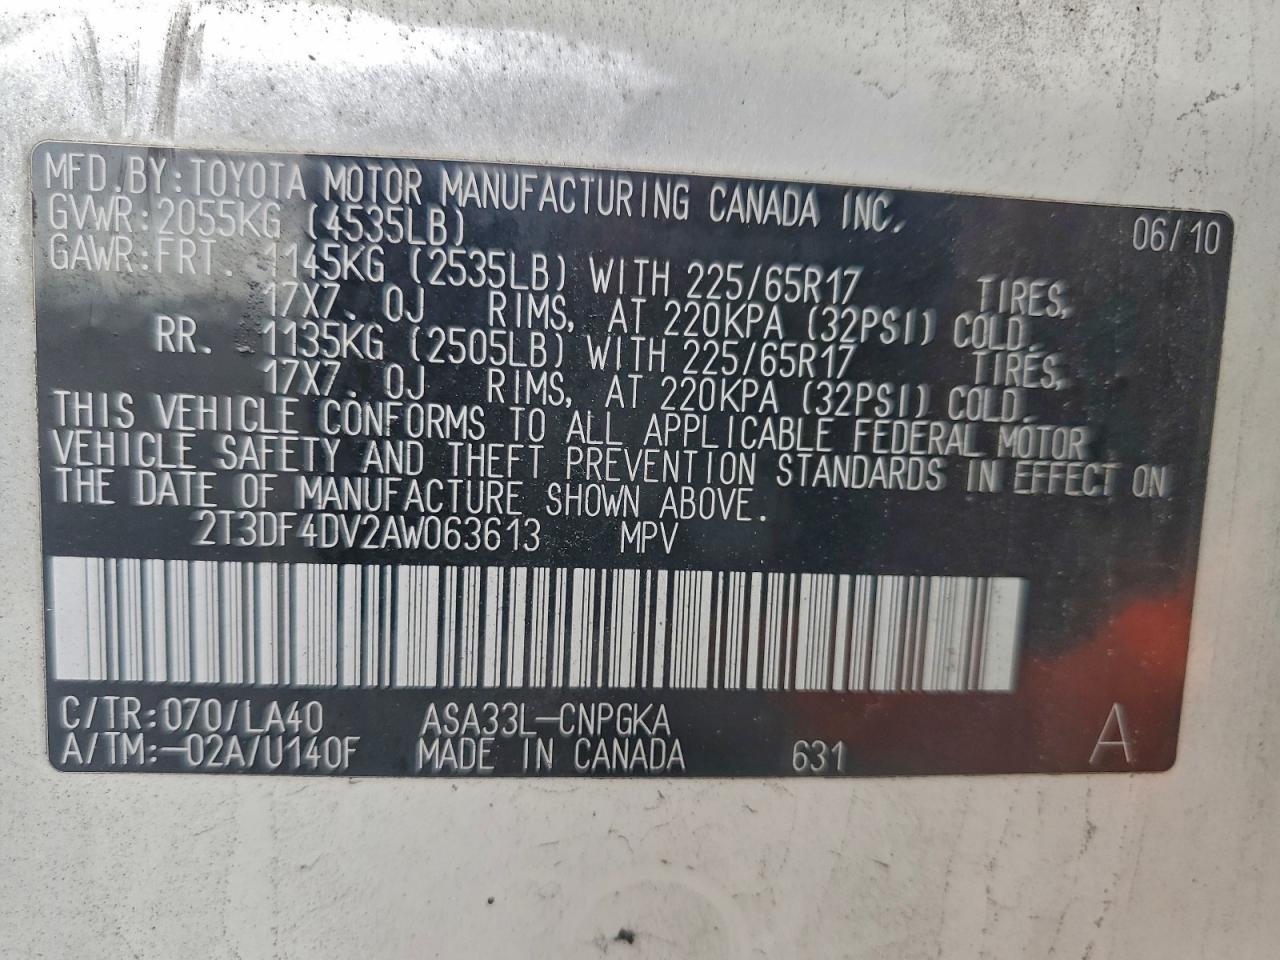 MFD.BY:TOYOTA MOTOR MANUFACTURING CANADA INC. 06/10
GVWR:2055KG (4535LB)
GAWR:FRT. 1145KG (2535LB) WITH 225/65R17 TIRES,
17X7.0J RIMS, AT 220KPA (32PSI) COLD.
RR. 1135KG (2505LB) WITH 225/65R17 TIRES,
17X7.0J RIMS, AT 220KPA (32PSI) COLD.
THIS VEHICLE CONFORMS TO ALL APPLICABLE FEDERAL MOTOR
VEHICLE SAFETY AND THEFT PREVENTION STANDARDS IN EFFECT ON
THE DATE OF MANUFACTURE SHOWN ABOVE.
2T3DF4DV2AW063613 MPV
C/TR:070/LA40 ASA33L-CNPGKA
A/TM:-02A/U140F MADE IN CANADA 631 A